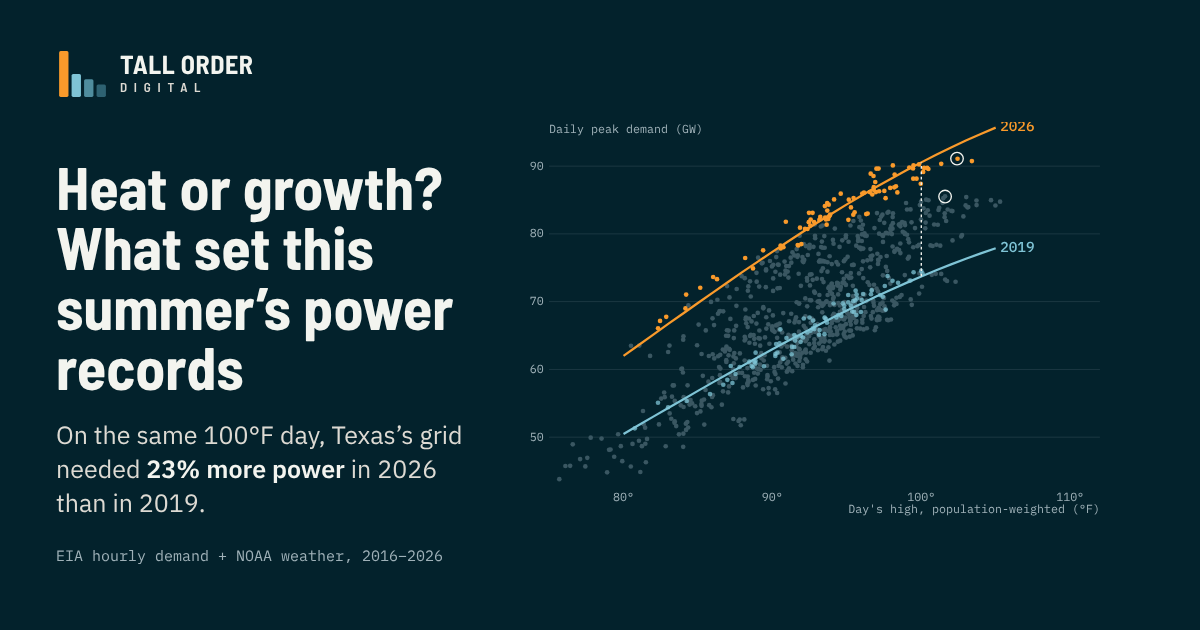 TALL ORDER
DIGITAL
Heat or growth?
What set this
summer’s power
records
On the same 100°F day, Texas’s grid
needed 23% more power in 2026
than in 2019.
EIA hourly demand + NOAA weather, 2016–2026
Daily peak demand (GW)
2026
90
80
2019
70
60
50
80°
90°
100°
110°
Day's high, population-weighted (°F)